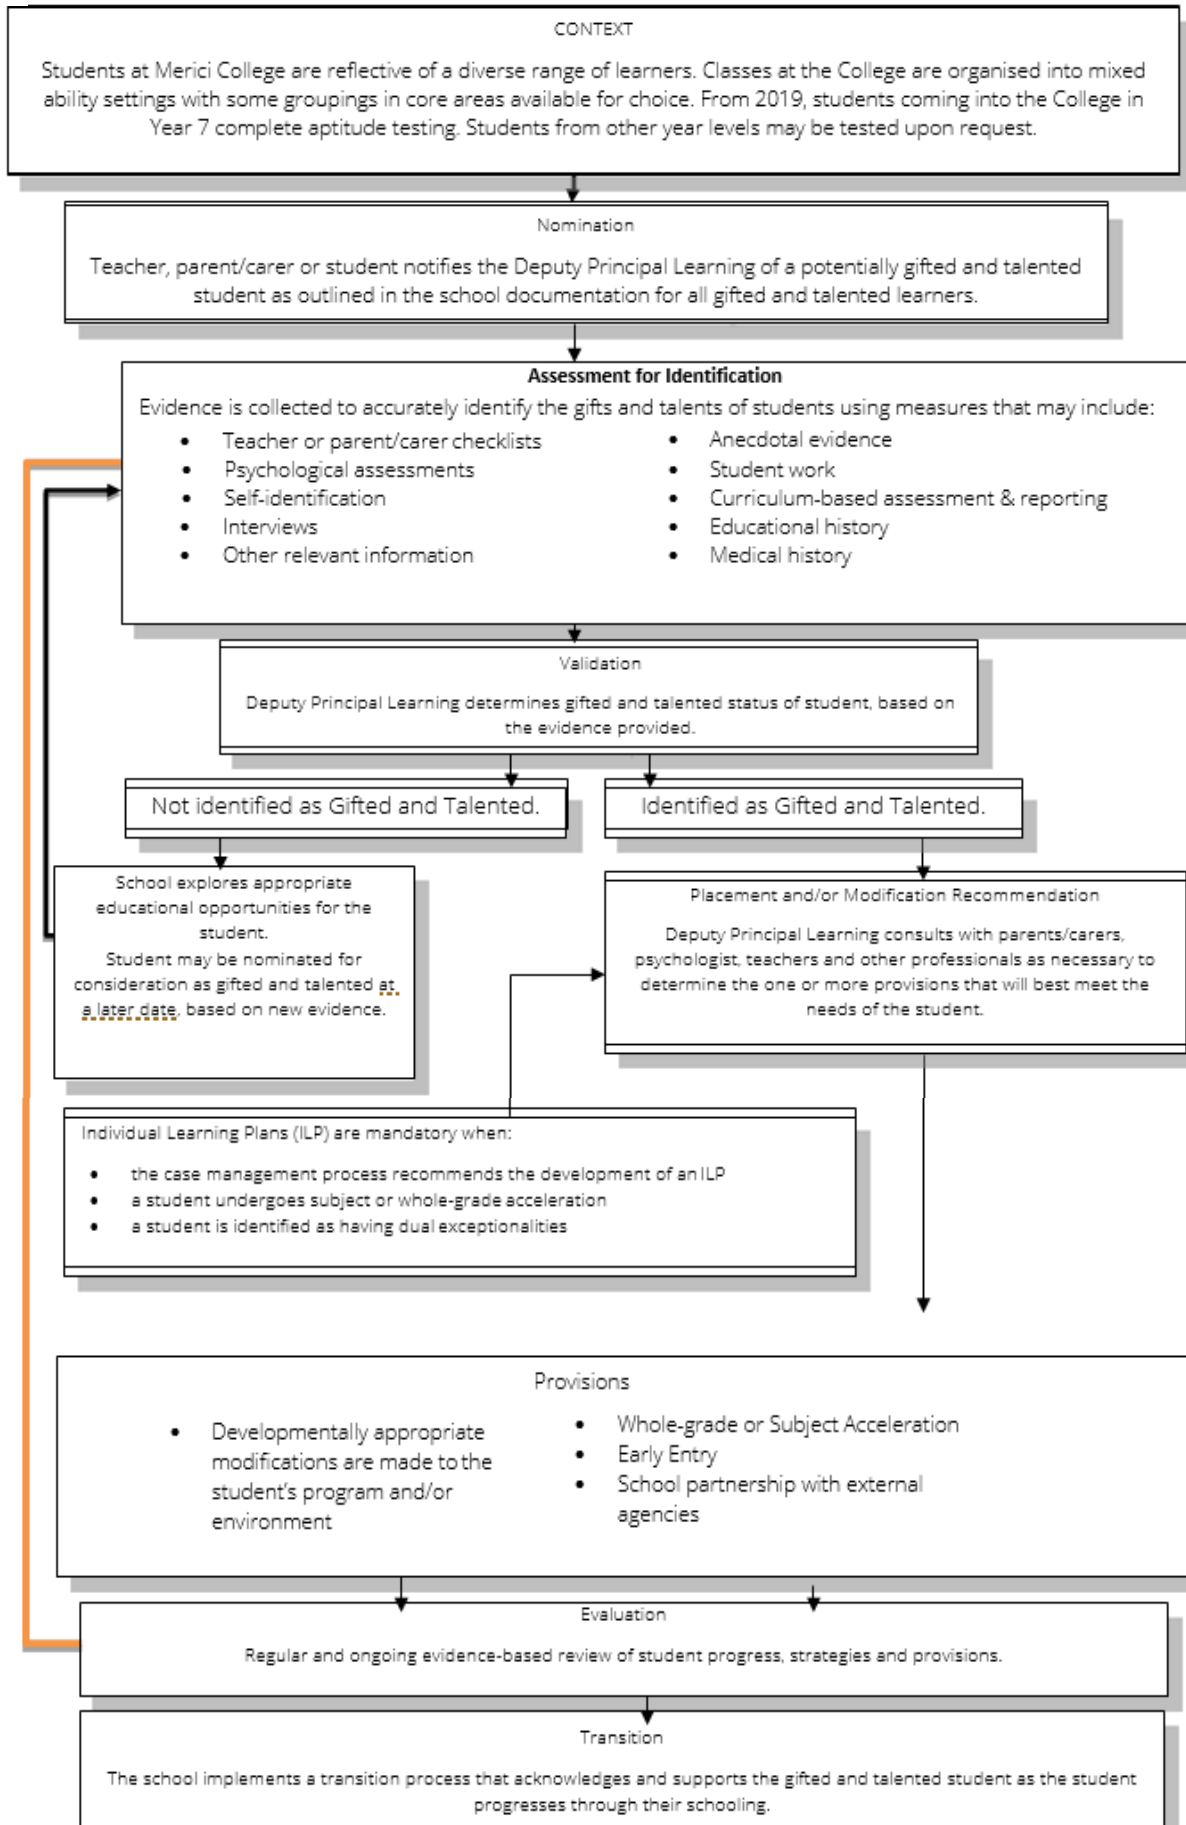 CONTEXT
Students at Merici College are reflective of a diverse range of learners. Classes at the College are organised into mixed
ability settings with some groupings in core areas available for choice. From 2019, students coming into the College in
Year 7 complete aptitude testing. Students from other year levels may be tested upon request.
Nomination
Teacher, parent/carer or student notifies the Deputy Principal Learning of a potentially gifted and talented
student as outlined in the school documentation for all gifted and talented learners.
Assessment for Identification
Evidence is collected to accurately identify the gifts and talents of students using measures that may include:
• Teacher or parent/carer checklists
• Psychological assessments
• Self-identification
• Interviews
• Other relevant information
• Anecdotal evidence
• Student work
• Curriculum-based assessment & reporting
• Educational history
• Medical history
Validation
Deputy Principal Learning determines gifted and talented status of student, based on
the evidence provided.
Not identified as Gifted and Talented.
Identified as Gifted and Talented.
School explores appropriate
educational opportunities for the
student.
Student may be nominated for
consideration as gifted and talented at
a later date, based on new evidence.
Placement and/or Modification Recommendation
Deputy Principal Learning consults with parents/carers,
psychologist, teachers and other professionals as necessary to
determine the one or more provisions that will best meet the
needs of the student.
Individual Learning Plans (ILP) are mandatory when:
• the case management process recommends the development of an ILP
• a student undergoes subject or whole-grade acceleration
• a student is identified as having dual exceptionalities
Provisions
• Developmentally appropriate
modifications are made to the
student's program and/or
environment
• Whole-grade or Subject Acceleration
• Early Entry
• School partnership with external
agencies
Evaluation
Regular and ongoing evidence-based review of student progress, strategies and provisions.
Transition
The school implements a transition process that acknowledges and supports the gifted and talented student as the student
progresses through their schooling.